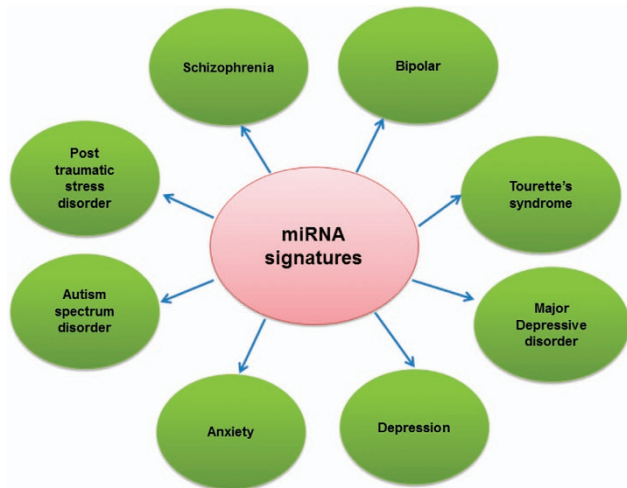 Schizophrenia
Bipolar
Post
traumatic
stress
disorder
Tourette's
syndrome
miRNA
signatures
Autism
spectrum
disorder
Major
Depressive
disorder
Anxiety
Depression